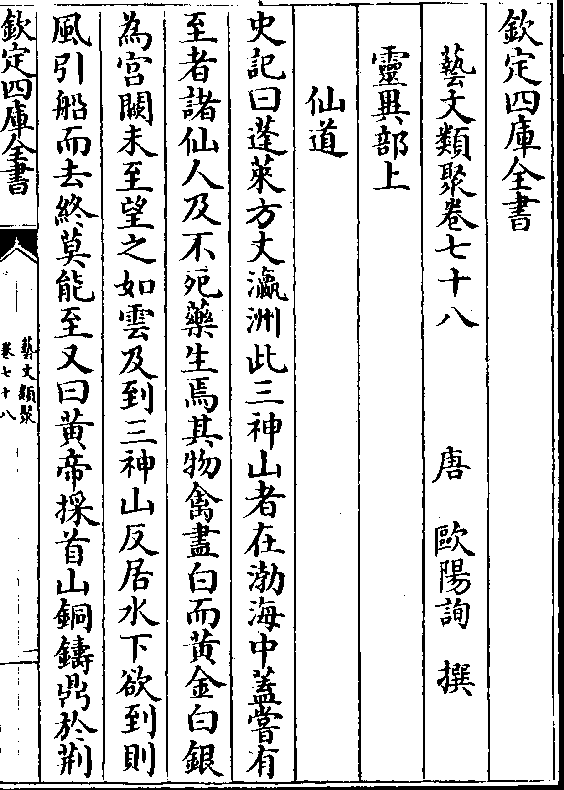 欽定四庫全書
藝文類聚卷七十八　唐　歐陽詢　撰
靈異部上
仙道
史記曰蓬萊方丈瀛洲此三神山者在渤海中蓋嘗有
至者諸仙人及不死藥生焉其物禽盡白而黃金白銀
為宫闕未至望之如雲及到三神山反居水下欲到則
風引船而去終莫能至又曰黃帝採首山銅鑄鼎於荆
欽定四庫全書
藝文類聚
卷七十八